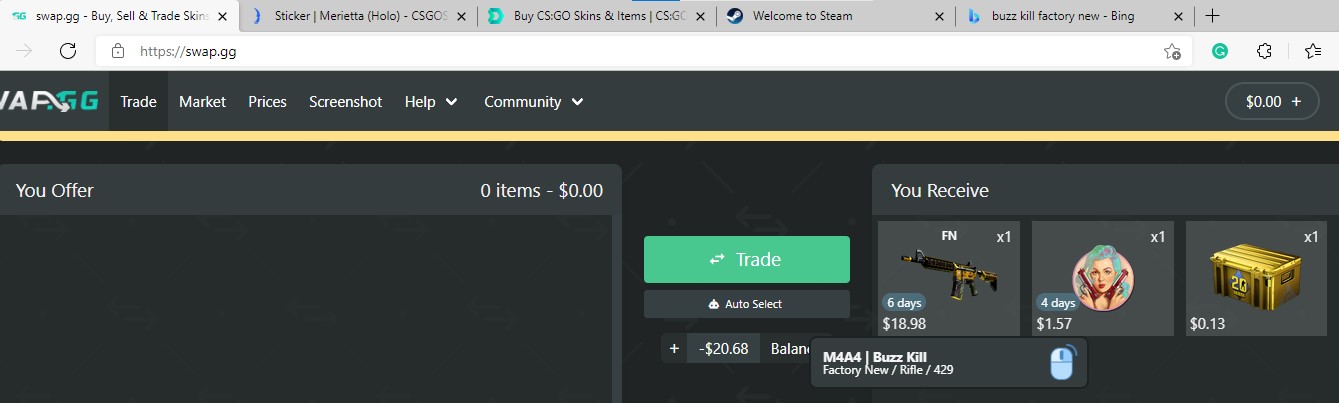 swap.gg - Buy, Sell & Trade Skins
Sticker | Merietta (Holo) - CSGOS
Buy CS:GO Skins & Items | CS:GO
Welcome to Steam
buzz kill factory new - Bing
https://swap.gg
WAP.GG
Trade
Market
Prices
Screenshot
Help
Community
$0.00 +
You Offer
0 items - $0.00
You Receive
Trade
Auto Select
+ -$20.68
FN
x1
6 days
$18.98
x1
4 days
$1.57
x1
20
$0.13
M4A4 | Buzz Kill
Factory New / Rifle / 429